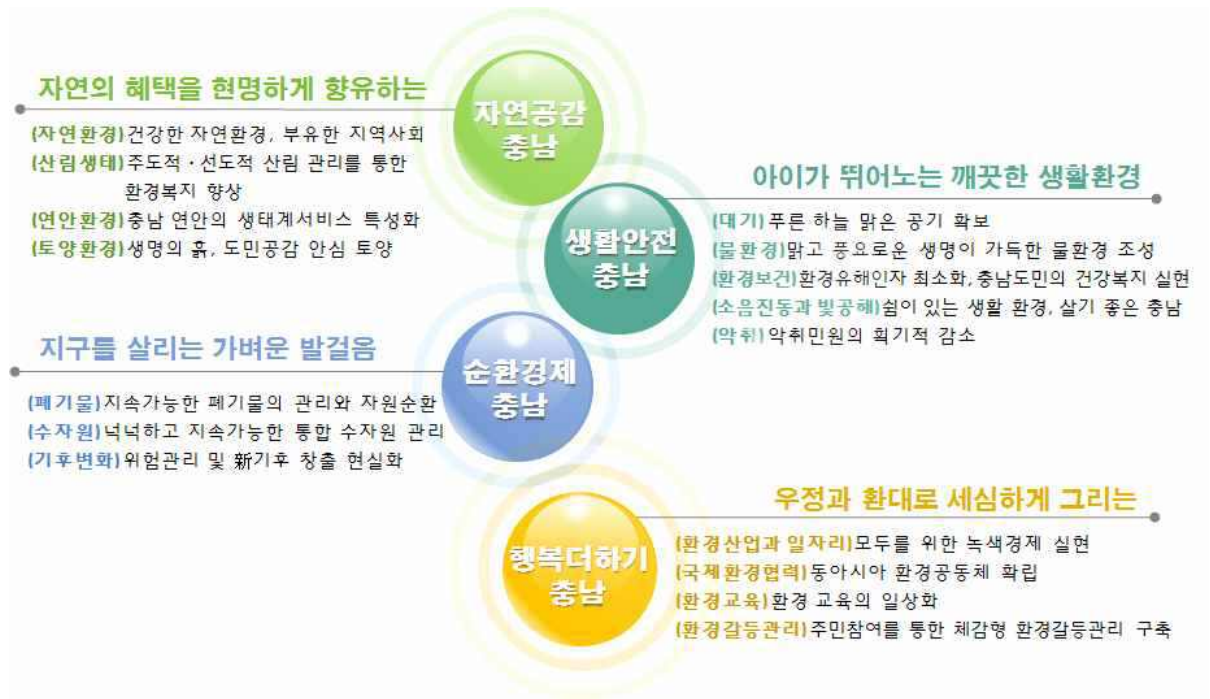 자연의 혜택을 현명하게 향유하는
자연공감
충남
(자연환경)건강한 자연환경, 부유한 지역사회
(산림생태)주도적·선도적 산림 관리를 통한
환경복지 향상
(연안환경)충남 연안의 생태계서비스 특성화
(토양환경)생명의 흙, 도민공감 안심 토양
아이가 뛰어노는 깨끗한 생활환경
생활안전
충남
(대기)푸른 하늘 맑은 공기 확보
(물환경)맑고 풍요로운 생명이 가득한 물환경 조성
(환경보건)환경유해인자 최소화,충남도민의 건강복지 실현
(소음진동과 빛공해)쉼이 있는 생활 환경, 살기 좋은 충남
(악취)악취민원의 획기적 감소
지구를 살리는 가벼운 발걸음
순환경제
충남
(폐기물)지속가능한 폐기물의 관리와 자원순환
(수자원)넉넉하고 지속가능한 통합 수자원 관리
(기후변화)위험관리 및 新기후 창출 현실화
우정과 환대로 세심하게 그리는
행복더하기
충남
(환경산업과 일자리)모두를 위한 녹색경제 실현
(국제환경협력)동아시아 환경공동체 확립
(환경교육)환경 교육의 일상화
(환경갈등관리)주민참여를 통한 체감형 환경갈등관리 구축